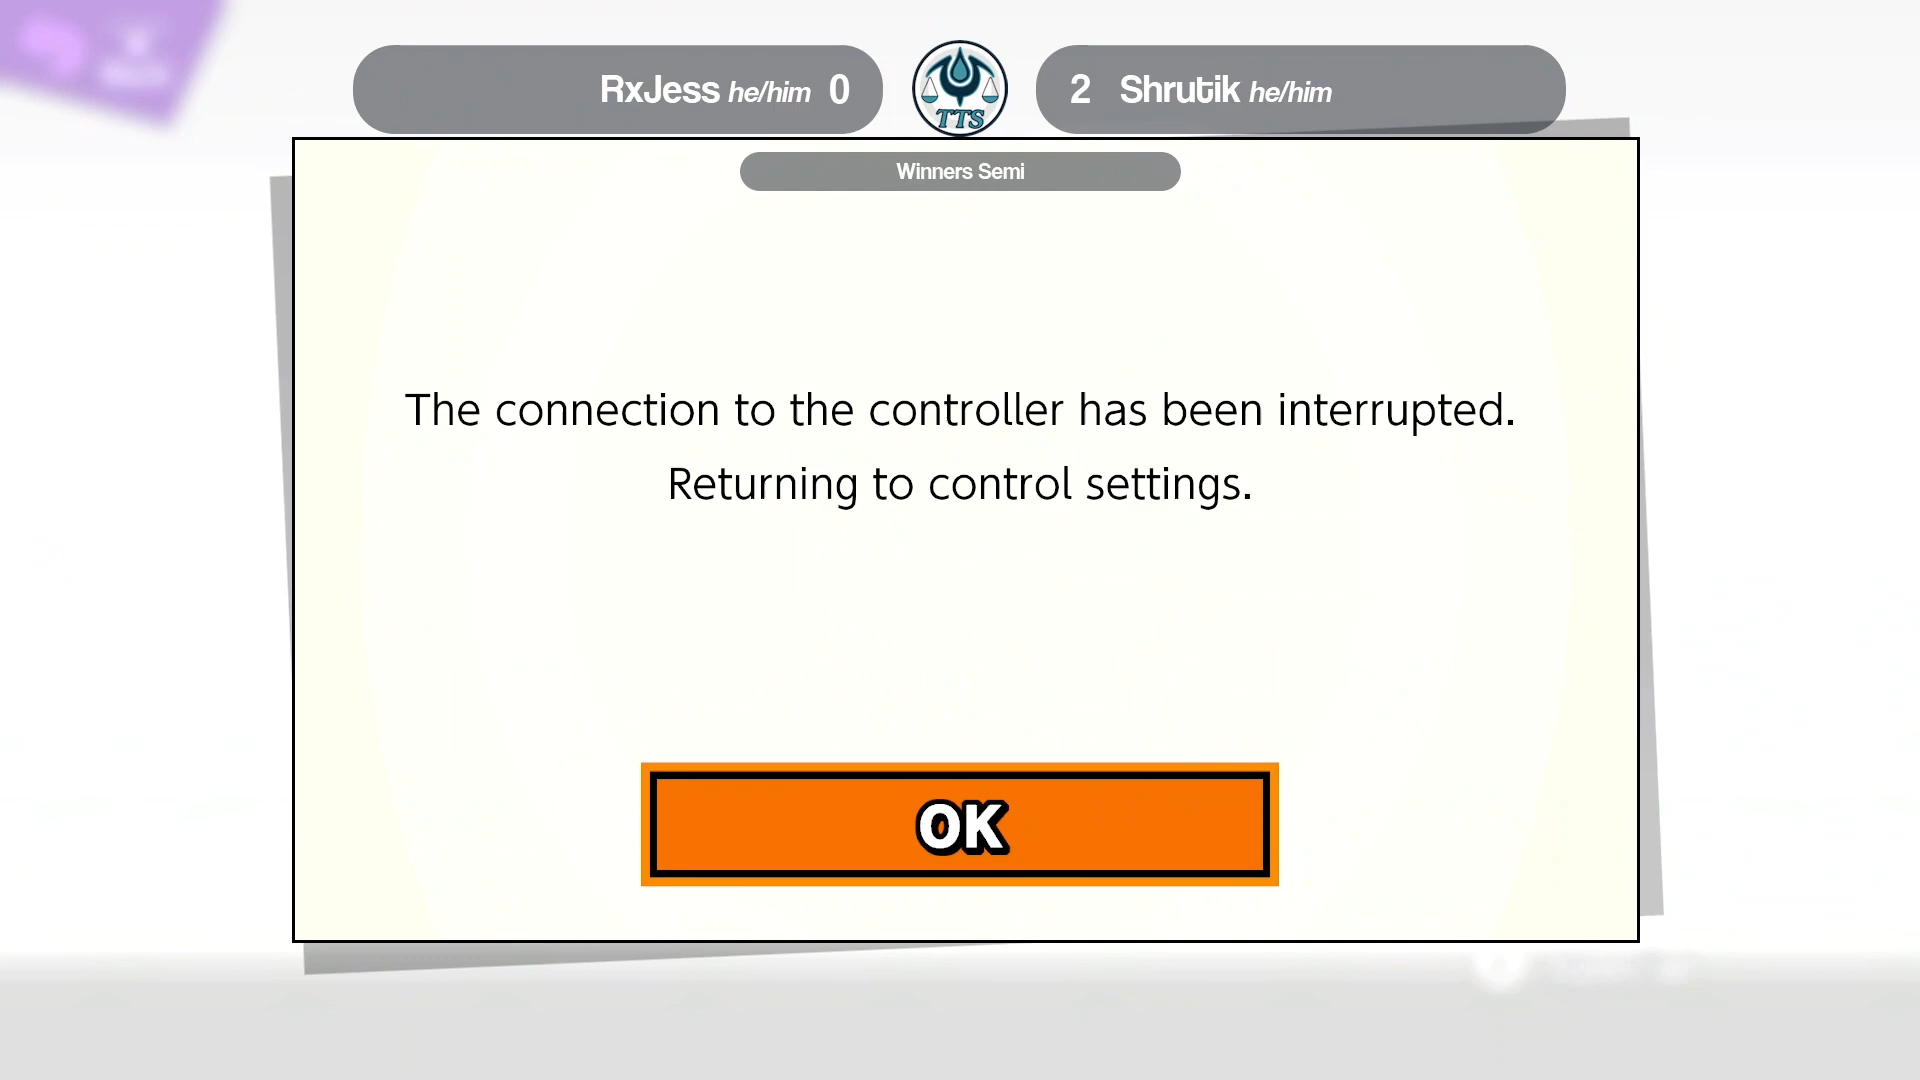 RxJess he/him 0
TTS
2 Shrutik he/him
Winners Semi
The connection to the controller has been interrupted.
Returning to control settings.
OK